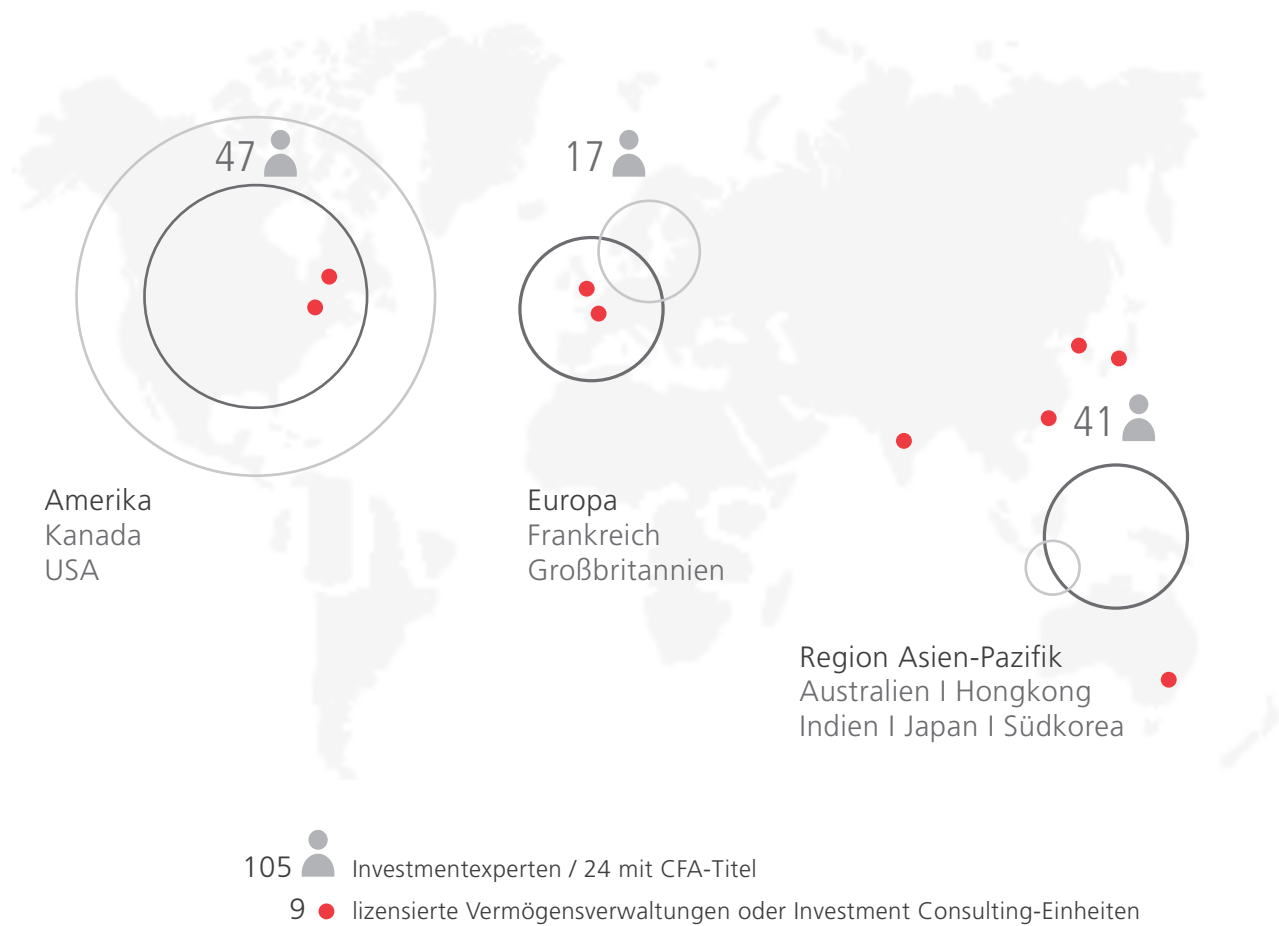 47
17
41
Amerika
Kanada
USA
Europa
Frankreich
Großbritannien
Region Asien-Pazifik
Australien I Hongkong
Indien I Japan I Südkorea
105 Investmentexperten / 24 mit CFA-Titel
9 lizensierte Vermögensverwaltungen oder Investment Consulting-Einheiten